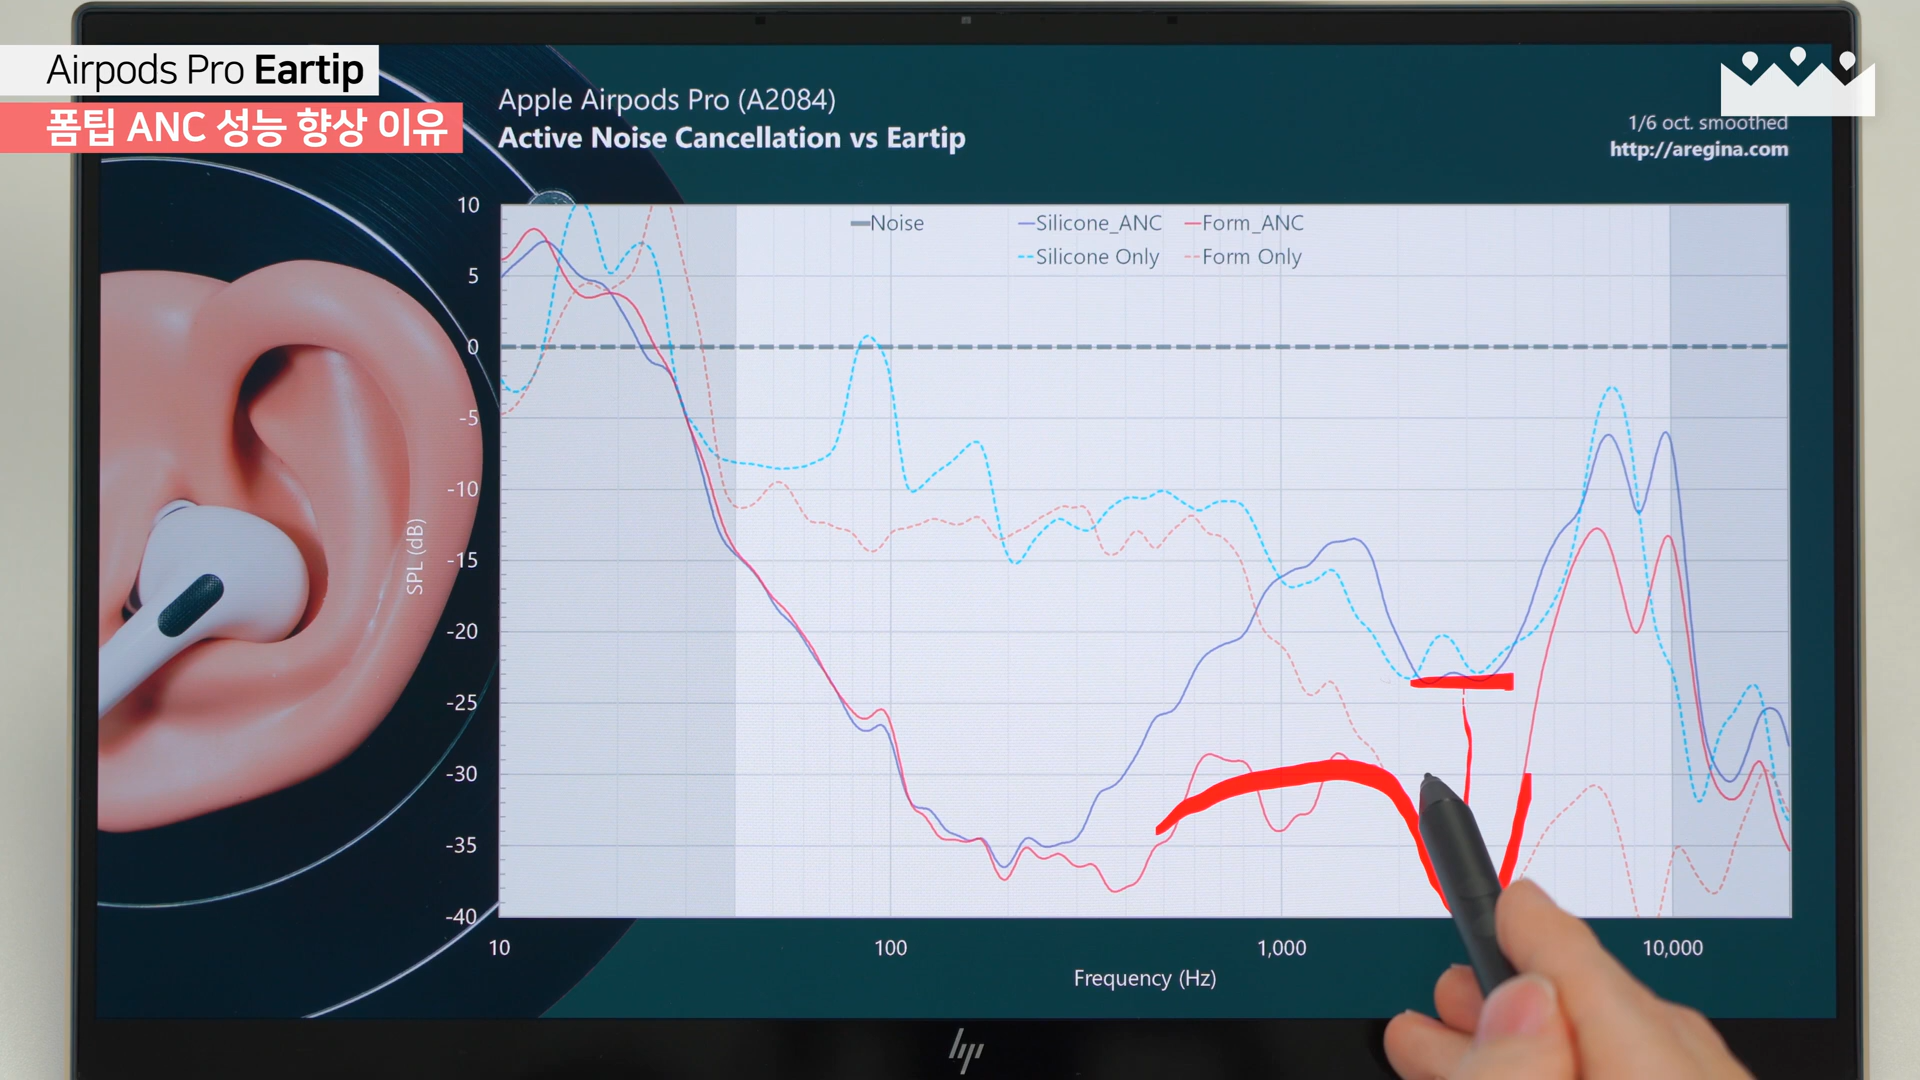 Airpods Pro Eartip
폼팁 ANC 성능 향상 이유
Apple Airpods Pro (A2084)
Active Noise Cancellation vs Eartip
1/6 oct. smoothed
http://aregina.com
Noise
Silicone_ANC
Form_ANC
Silicone Only
Form Only
10
5
0
-5
-10
-15
-20
-25
-30
-35
-40
SPL (dB)
10
100
1,000
10,000
Frequency (Hz)
hp